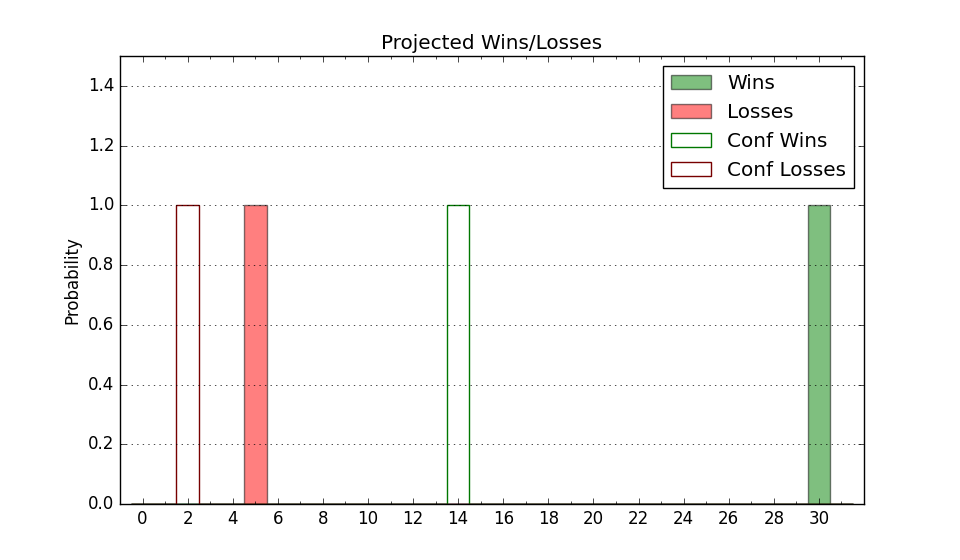 Projected Wins/Losses
Wins
Losses
Conf Wins
Conf Losses
Probability
1.4
1.2
1.0
0.8
0.6
0.4
0.2
0.0
0 2 4 6 8 10 12 14 16 18 20 22 24 26 28 30